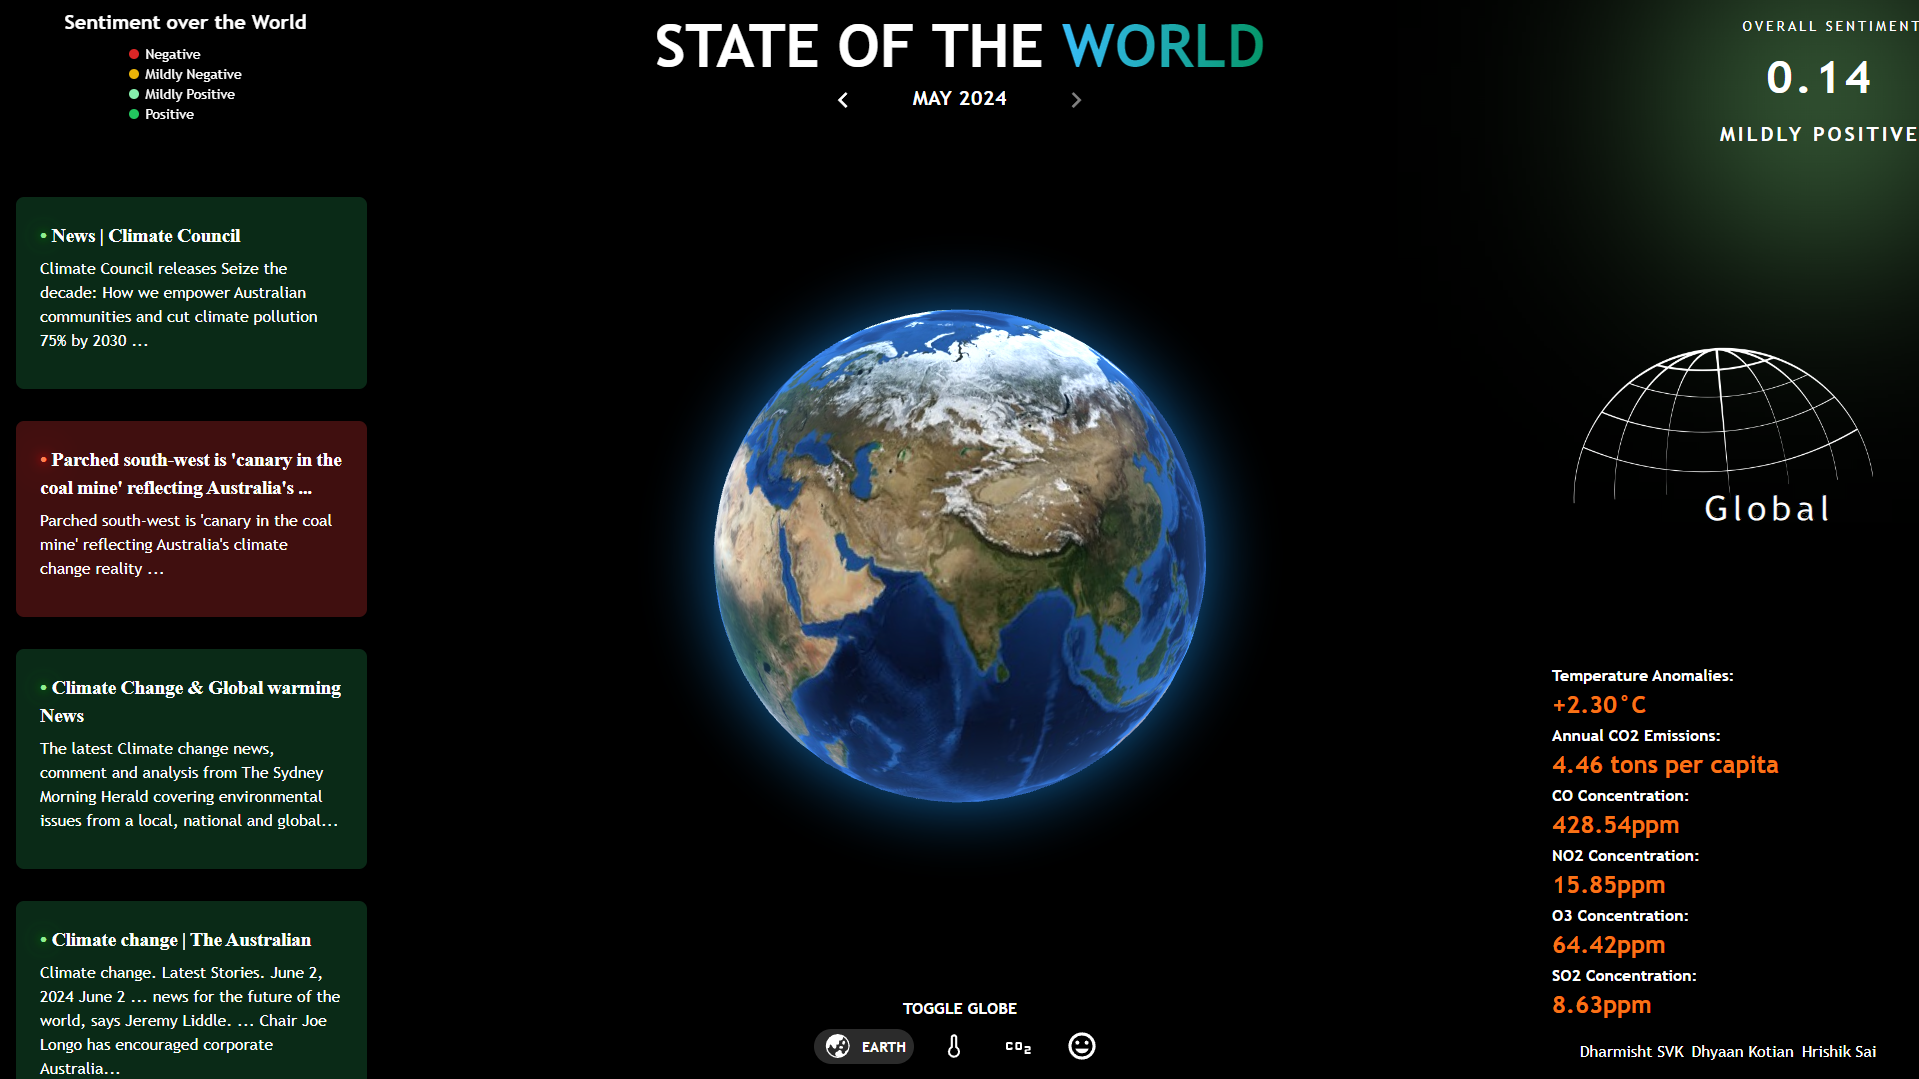 Sentiment over the World
Negative
Mildly Negative
Mildly Positive
Positive
STATE OF THE WORLD
MAY 2024
OVERALL SENTIMENT
0.14
MILDLY POSITIVE
• News | Climate Council
Climate Council releases Seize the
decade: How we empower Australian
communities and cut climate pollution
75% by 2030 ...
• Parched south-west is 'canary in the
coal mine' reflecting Australia's ...
Parched south-west is 'canary in the coal
mine' reflecting Australia's climate
change reality ...
• Climate Change & Global warming
News
The latest Climate change news,
comment and analysis from The Sydney
Morning Herald covering environmental
issues from a local, national and global...
• Climate change | The Australian
Climate change. Latest Stories. June 2,
2024 June 2 ... news for the future of the
world, says Jeremy Liddle. ... Chair Joe
Longo has encouraged corporate
Australia...
Global
Temperature Anomalies:
+2.30°C
Annual CO2 Emissions:
4.46 tons per capita
CO Concentration:
428.54ppm
NO2 Concentration:
15.85ppm
O3 Concentration:
64.42ppm
SO2 Concentration:
8.63ppm
TOGGLE GLOBE
EARTH
CO2
Dharmisht SVK Dhyaan Kotian Hrishik Sai